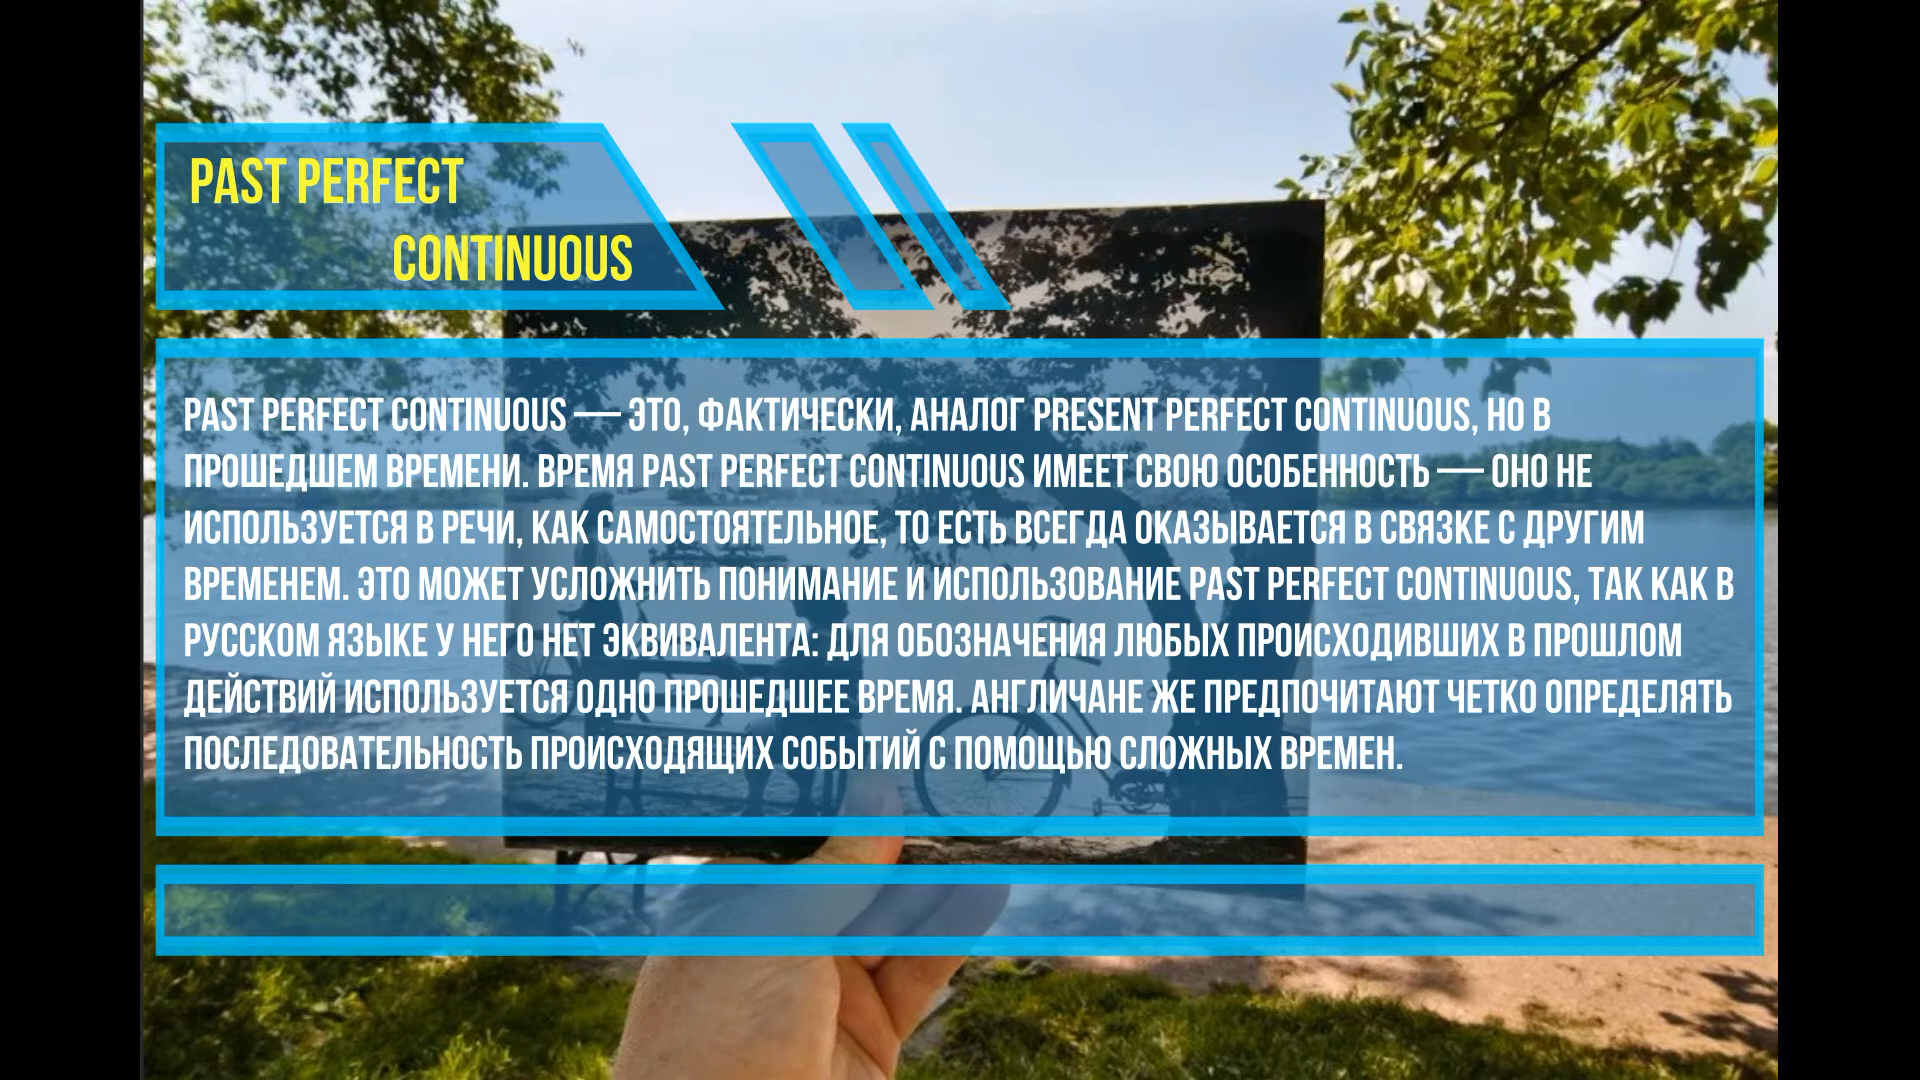 PAST PERFECT
CONTINUOUS
PAST PERFECT CONTINUOUS — ЭТО, ФАКТИЧЕСКИ, АНАЛОГ PRESENT PERFECT CONTINUOUS, НО В
ПРОШЕДШЕМ ВРЕМЕНИ. ВРЕМЯ PAST PERFECT CONTINUOUS ИМЕЕТ СВОЮ ОСОБЕННОСТЬ — ОНО НЕ
ИСПОЛЬЗУЕТСЯ В РЕЧИ, КАК САМОСТОЯТЕЛЬНОЕ, ТО ЕСТЬ ВСЕГДА ОКАЗЫВАЕТСЯ В СВЯЗКЕ С ДРУГИМ
ВРЕМЕНЕМ. ЭТО МОЖЕТ УСЛОЖНИТЬ ПОНИМАНИЕ И ИСПОЛЬЗОВАНИЕ PAST PERFECT CONTINUOUS, ТАК КАК В
РУССКОМ ЯЗЫКЕ У НЕГО НЕТ ЭКВИВАЛЕНТА: ДЛЯ ОБОЗНАЧЕНИЯ ЛЮБЫХ ПРОИСХОДИВШИХ В ПРОШЛОМ
ДЕЙСТВИЙ ИСПОЛЬЗУЕТСЯ ОДНО ПРОШЕДШЕЕ ВРЕМЯ. АНГЛИЧАНЕ ЖЕ ПРЕДПОЧИТАЮТ ЧЕТКО ОПРЕДЕЛЯТЬ
ПОСЛЕДОВАТЕЛЬНОСТЬ ПРОИСХОДЯЩИХ СОБЫТИЙ С ПОМОЩЬЮ СЛОЖНЫХ ВРЕМЕН.